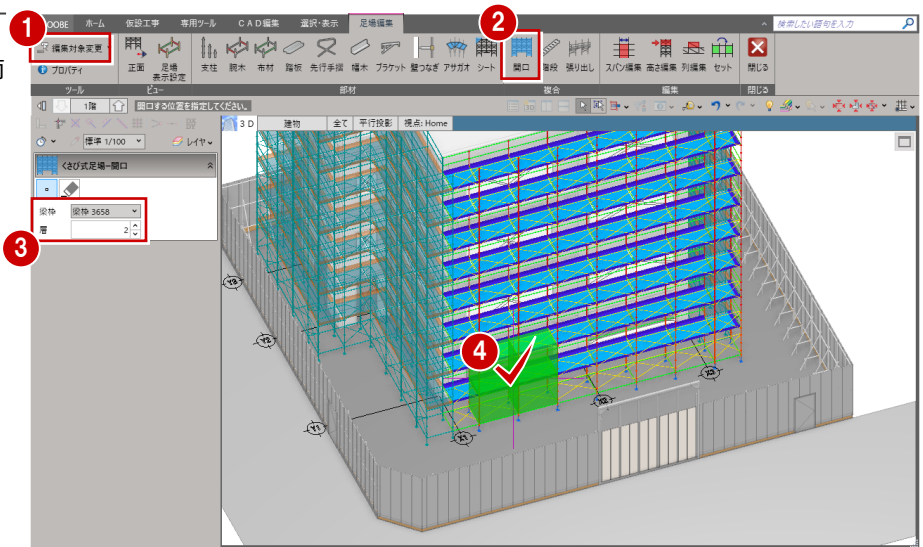 1
2
OOBE ホーム 仮設工事 専用ツール CAD編集 選択・表示 足場編集
検索したい語句を入力
編集対象変更
プロパティ
正面 足場表示設定
支柱 腕木 布材 踏板 先行手摺 幅木 ブラケット 壁つなぎ アサガオ シート
開口 階段 張り出し
スパン編集 高さ編集 列編集 セット
閉じる
ツール ビュー 部材 複合 編集 閉じる
1階 開口する位置を指定してください。
標準 1/100 レイヤ
3D 建物 全て 平行投影 視点: Home
くさび式足場-開口
梁枠 梁枠 3658
層 2
3
4
Y3
Y2
Y1
X1
X2
X3